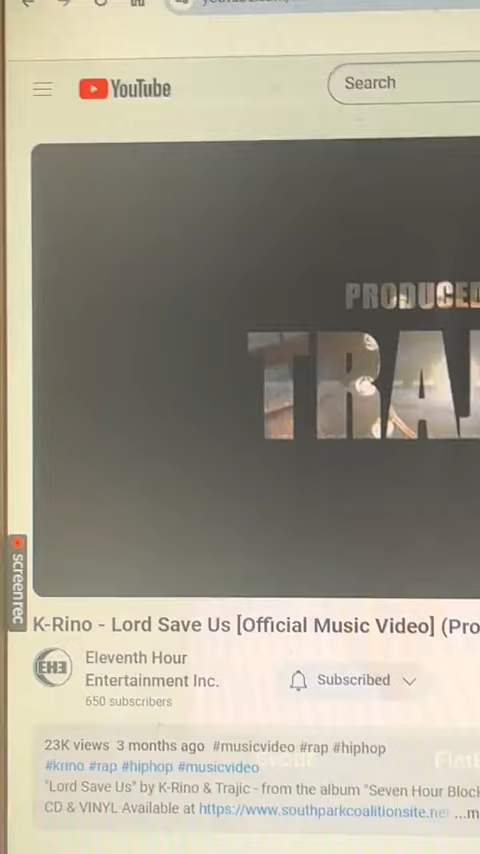 YouTube
Search
PRODUCED
TRAJ
screenrec
K-Rino - Lord Save Us [Official Music Video] (Pro
EHE
Eleventh Hour
Entertainment Inc.
Subscribed
650 subscribers
23K views 3 months ago #musicvideo #rap #hiphop
#krino #rap #hiphop #musicvideo
"Lord Save Us" by K-Rino & Trajic - from the album "Seven Hour Block
CD & VINYL Available at https://www.southparkcoalitionsite.ne ...m